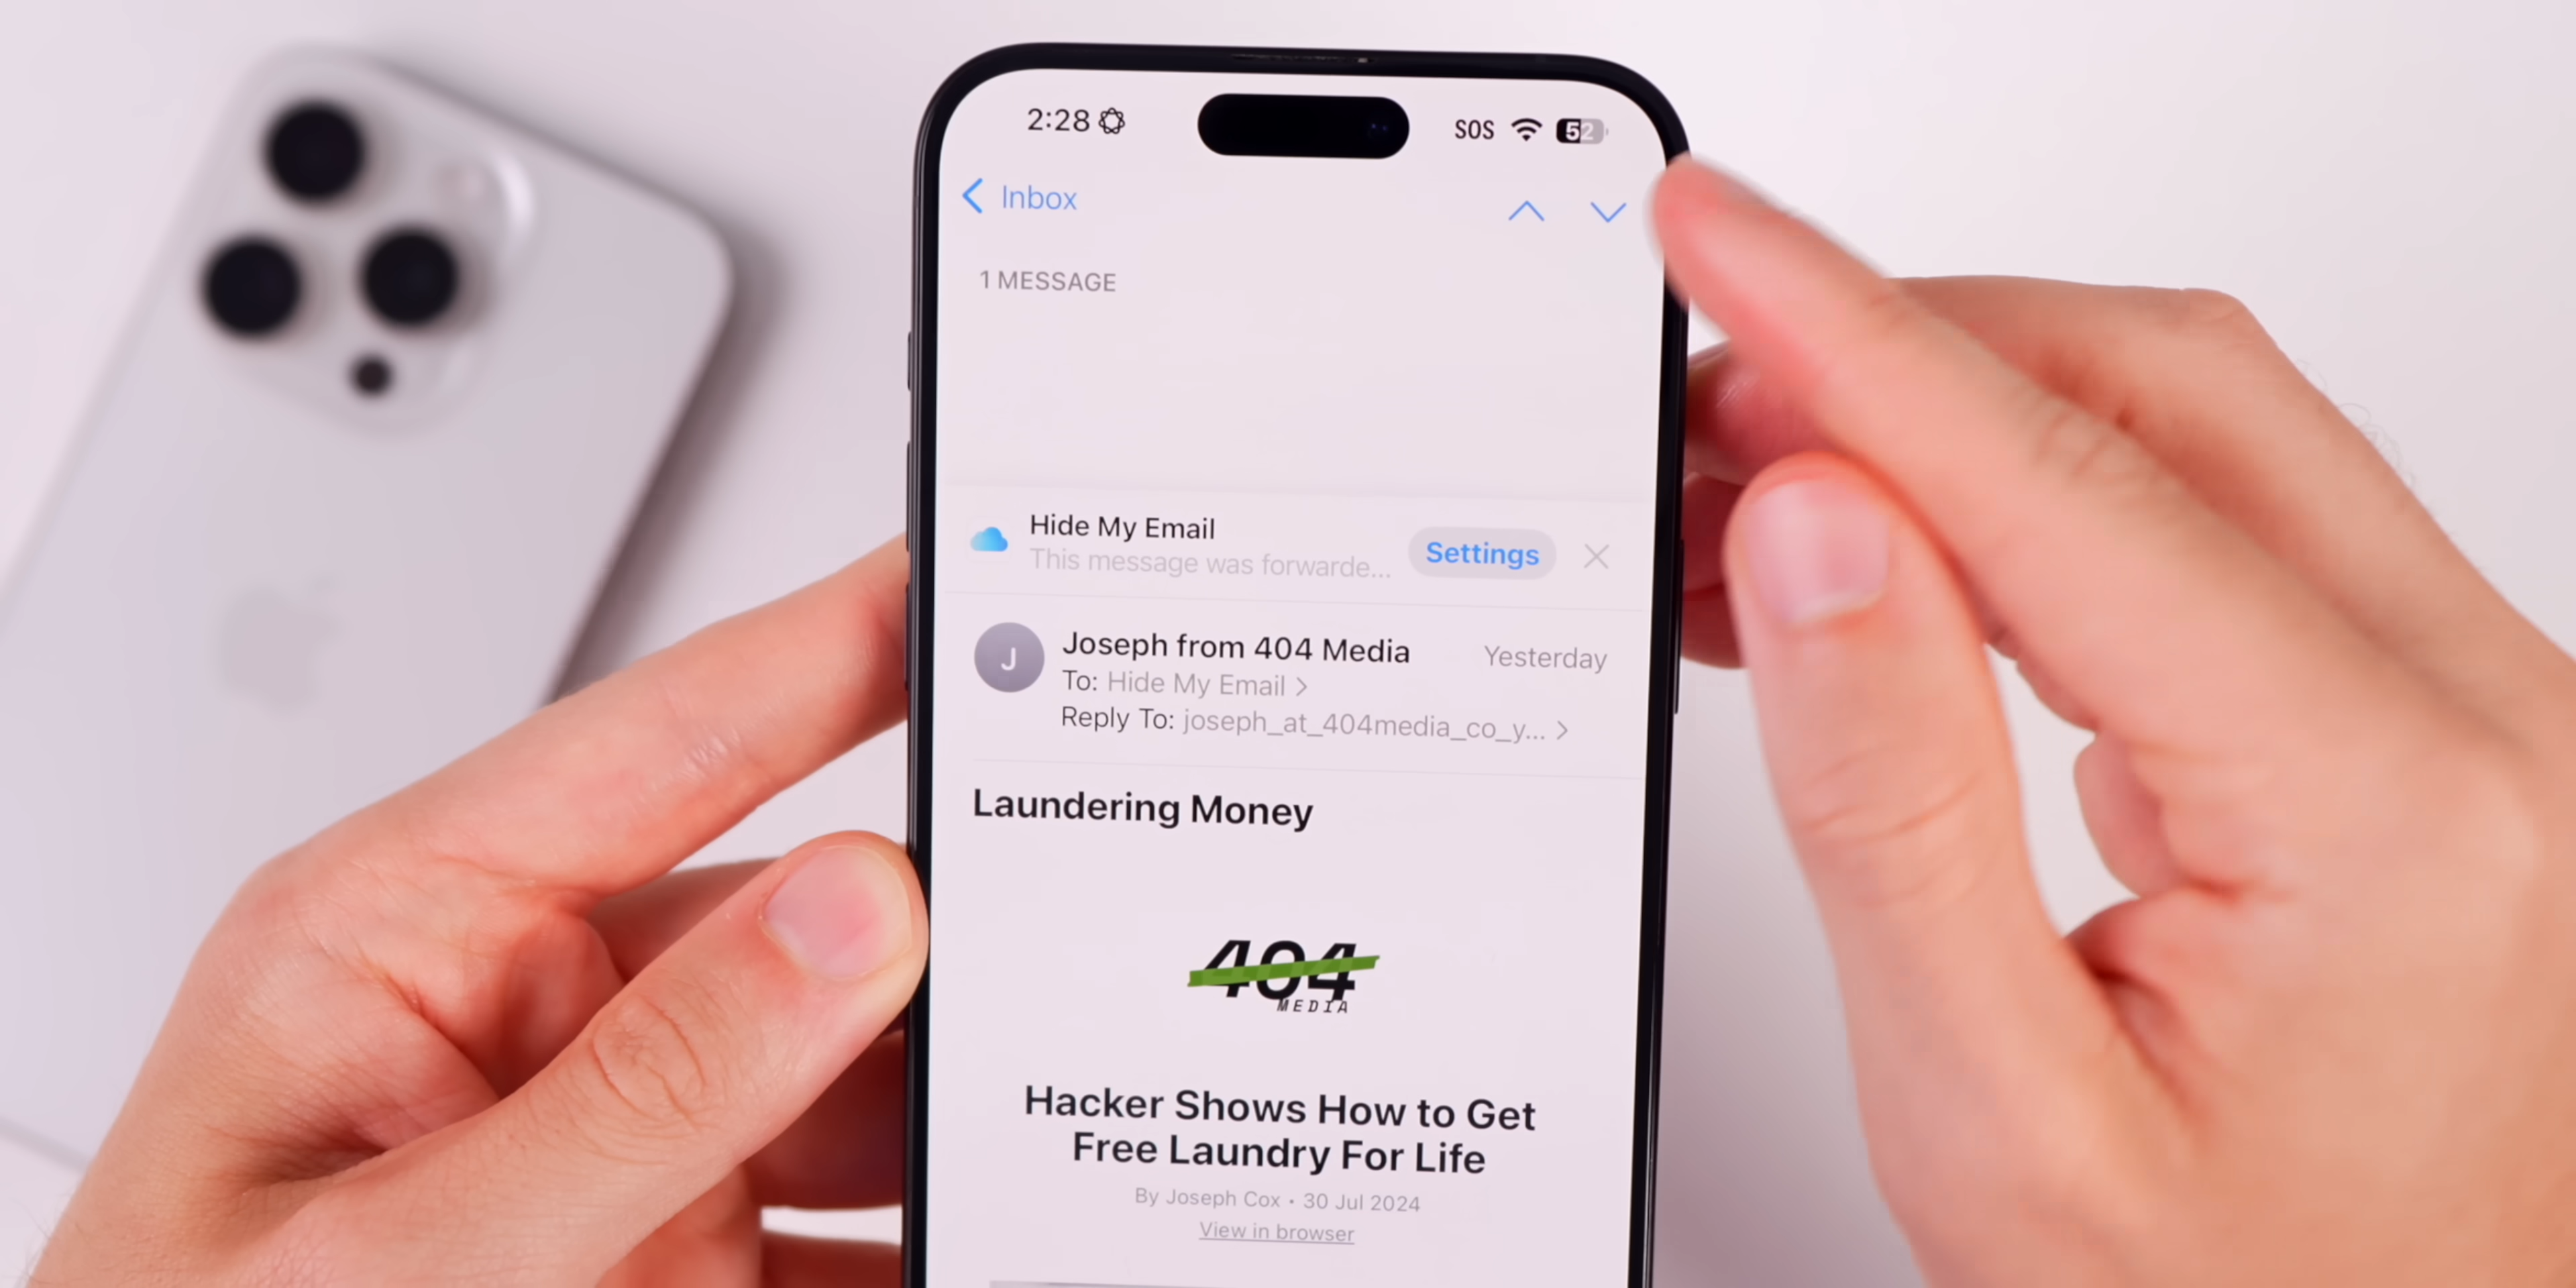 2:28
SOS
52
Inbox
1 MESSAGE
Hide My Email
This message was forwarde...
Settings
J
Joseph from 404 Media
Yesterday
To: Hide My Email
Reply To: joseph_at_404media_co_y...
Laundering Money
404
MEDIA
Hacker Shows How to Get
Free Laundry For Life
By Joseph Cox • 30 Jul 2024
View in browser